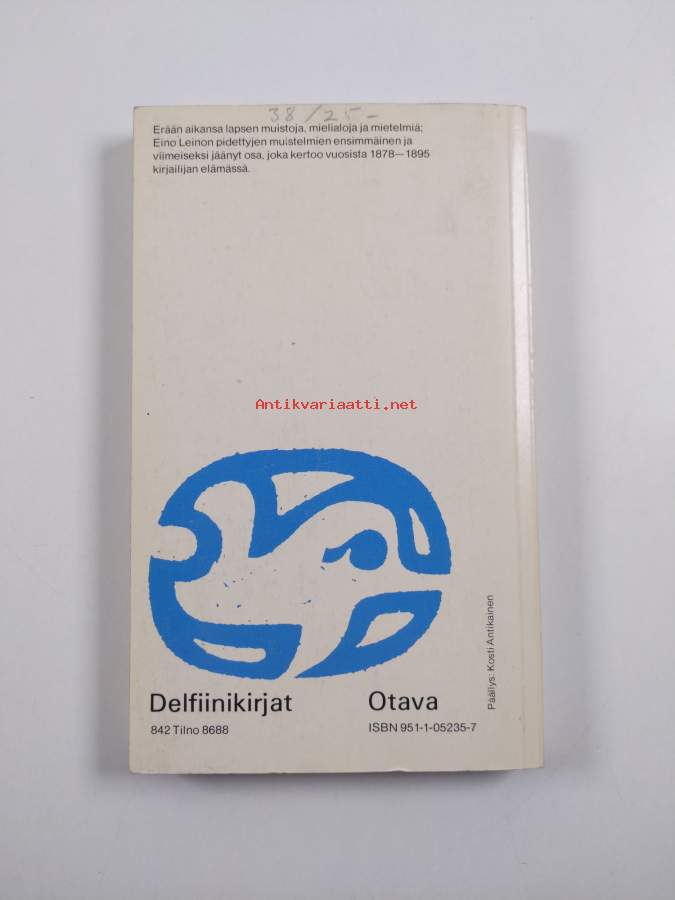 38/25-
Erään aikansa lapsen muistoja, mielialoja ja mietelmiä;
Eino Leinon pidettyjen muistelmien ensimmäinen ja
viimeiseksi jäänyt osa, joka kertoo vuosista 1878—1895
kirjailijan elämässä.
Antikvariaatti.net
Päällys: Kosti Antikainen
Delfiinikirjat Otava
842 Tilno 8688 ISBN 951-1-05235-7